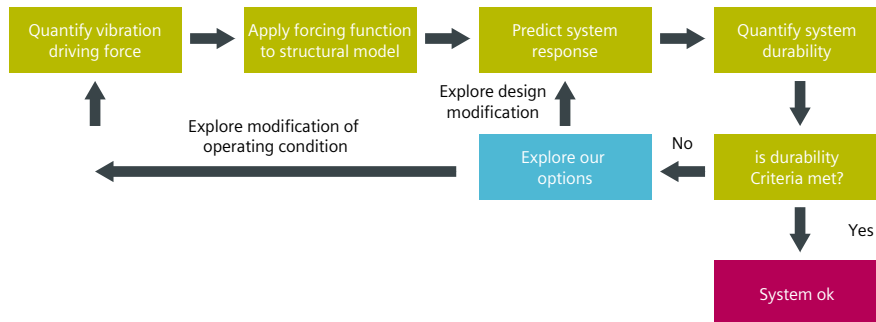 Quantify vibration
driving force
Apply forcing function
to structural model
Predict system
response
Quantify system
durability
Explore design
modification
Explore modification of
operating condition
Explore our
options
No
is durability
Criteria met?
Yes
System ok